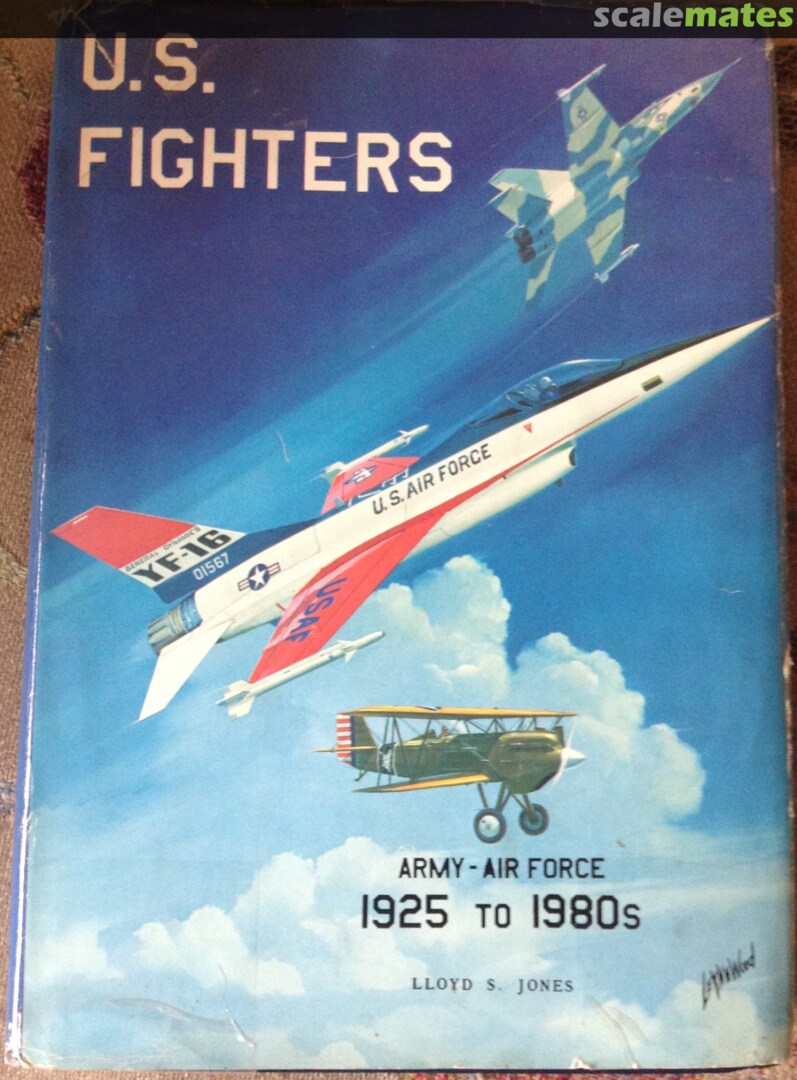 scalemates
U.S.
FIGHTERS
U.S. AIR FORCE
GENERAL DYNAMICS
YF-16
01567
USAF
ARMY - AIR FORCE
1925 TO 1980s
LLOYD S. JONES